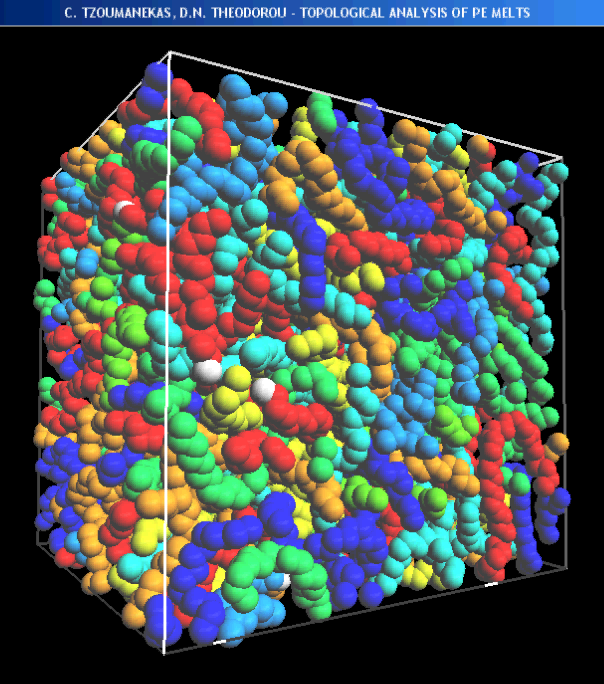 C. TZOUMANEKAS, D.N. THEODOROU - TOPOLOGICAL ANALYSIS OF PE MELTS